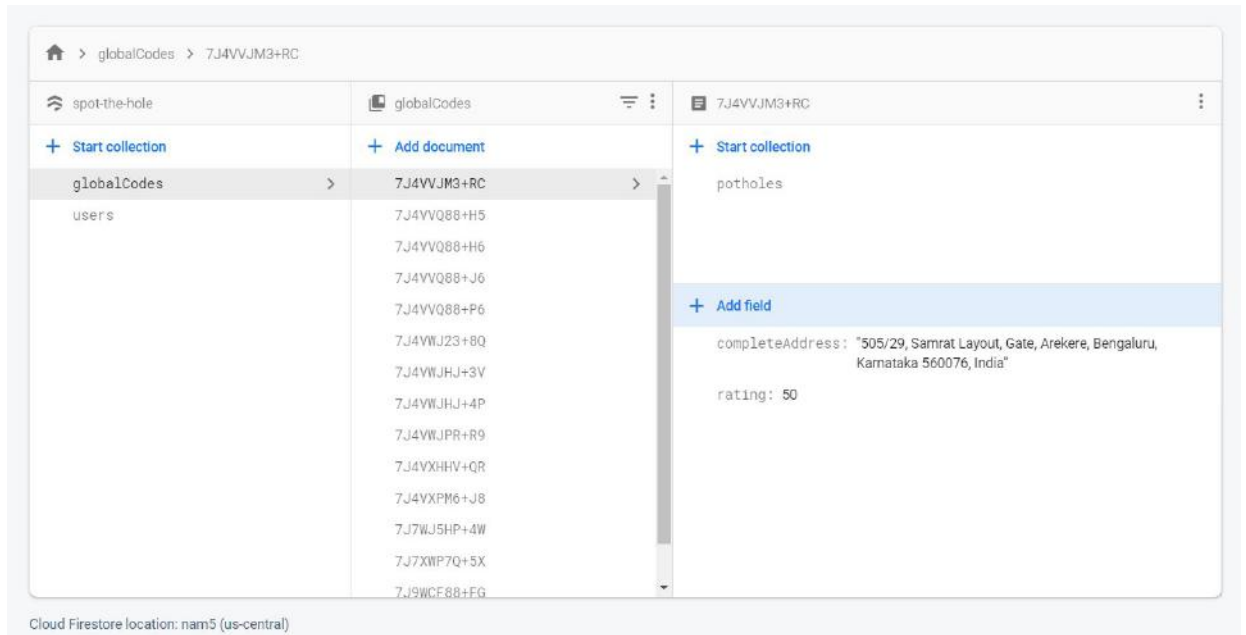 globalCodes > 7J4VVJM3+RC
spot-the-hole
globalCodes
7J4VVJM3+RC
Start collection
Add document
Start collection
globalCodes
users
7J4VVJM3+RC
7J4VVQ88+H5
7J4VVQ88+H6
7J4VVQ88+J6
7J4VVQ88+P6
7J4VWJ23+8Q
7J4VWJHJ+3V
7J4VWJHJ+4P
7J4VWJPR+R9
7J4VXHHV+QR
7J4VXPM6+J8
7J7WJ5HP+4W
7J7XWP7Q+5X
7J9WCF88+FG
potholes
Add field
completeAddress: "505/29, Samrat Layout, Gate, Arekere, Bengaluru,
Karnataka 560076, India"
rating: 50
Cloud Firestore location: nam5 (us-central)